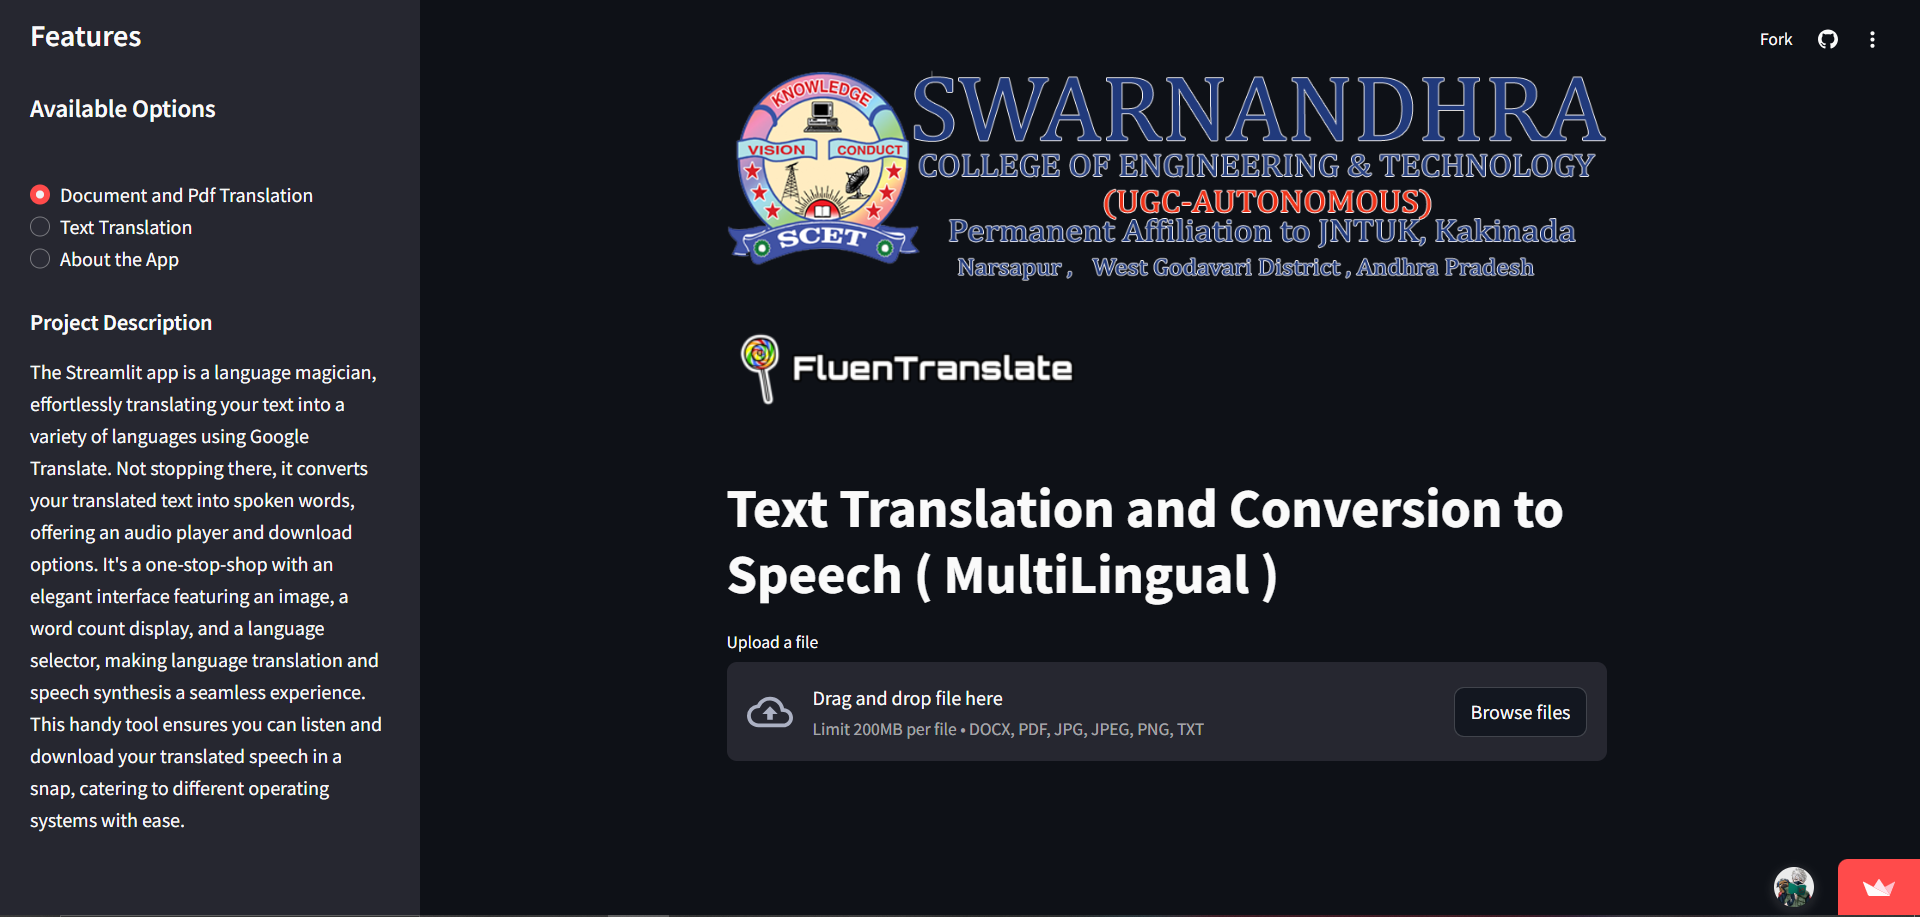 Features
Available Options
Document and Pdf Translation
Text Translation
About the App
Project Description
The Streamlit app is a language magician,
effortlessly translating your text into a
variety of languages using Google
Translate. Not stopping there, it converts
your translated text into spoken words,
offering an audio player and download
options. It's a one-stop-shop with an
elegant interface featuring an image, a
word count display, and a language
selector, making language translation and
speech synthesis a seamless experience.
This handy tool ensures you can listen and
download your translated speech in a
snap, catering to different operating
systems with ease.
Fork
KNOWLEDGE
VISION CONDUCT
SCET
SWARNANDHRA
COLLEGE OF ENGINEERING & TECHNOLOGY
(UGC-AUTONOMOUS)
Permanent Affiliation to JNTUK, Kakinada
Narsapur , West Godavari District , Andhra Pradesh
FluenTranslate
Text Translation and Conversion to
Speech ( MultiLingual )
Upload a file
Drag and drop file here
Limit 200MB per file • DOCX, PDF, JPG, JPEG, PNG, TXT
Browse files